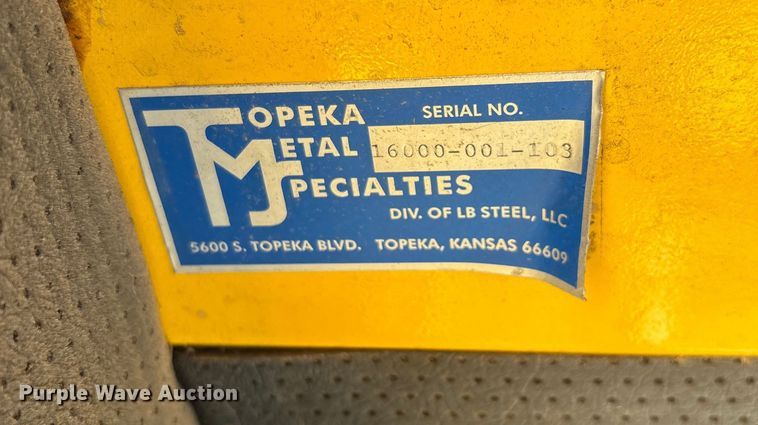 TOPEKA
METAL
SPECIALTIES
SERIAL NO.
16000-001-103
DIV. OF LB STEEL, LLC
5600 S. TOPEKA BLVD. TOPEKA, KANSAS 66609
Purple Wave Auction